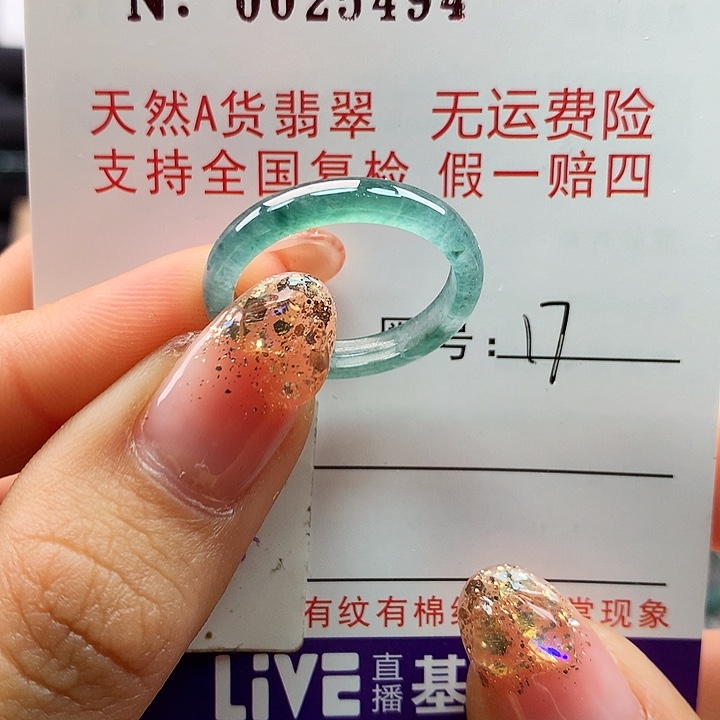 N. 0025494
天然A货翡翠 无运费险
支持全国复检 假一赔四
圈号: 17
有纹有棉 现象
LiVE 直播 基